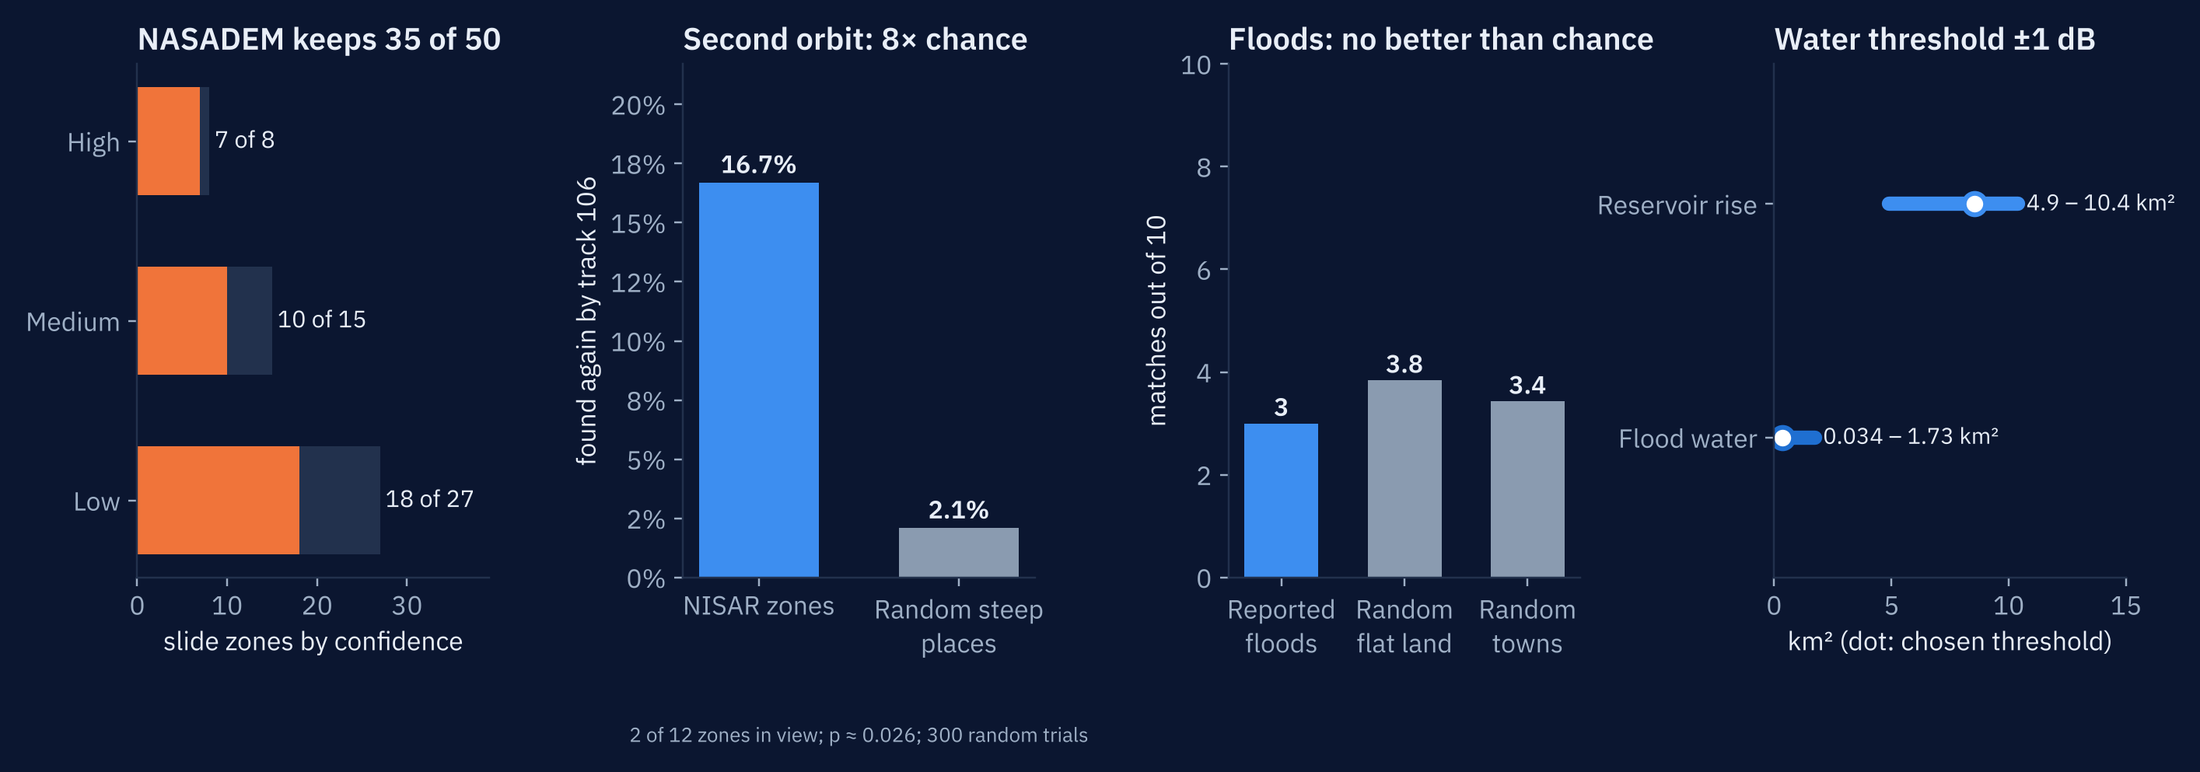 NASADEM keeps 35 of 50
High
7 of 8
Medium
10 of 15
Low
18 of 27
0 10 20 30
slide zones by confidence
Second orbit: 8× chance
found again by track 106
20%
18%
15%
12%
10%
8%
5%
2%
0%
16.7%
2.1%
NISAR zones
Random steep
places
2 of 12 zones in view; p ≈ 0.026; 300 random trials
Floods: no better than chance
matches out of 10
10
8
6
4
2
0
3
3.8
3.4
Reported
floods
Random
flat land
Random
towns
Water threshold ±1 dB
Reservoir rise
4.9 – 10.4 km²
Flood water
0.034 – 1.73 km²
0 5 10 15
km² (dot: chosen threshold)